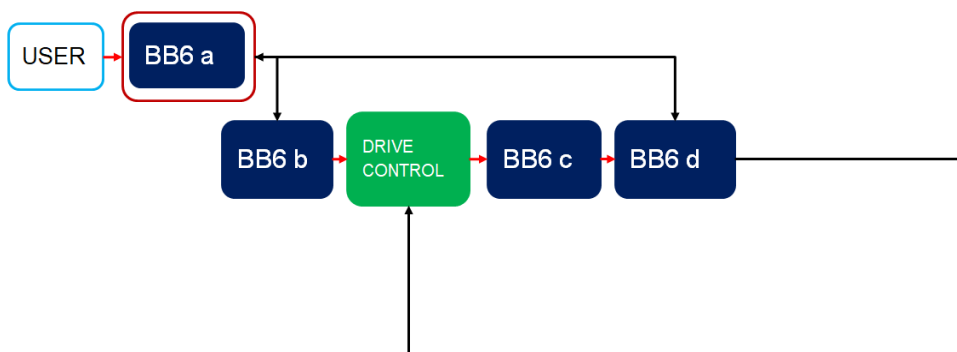 USER
BB6 a
BB6 b
DRIVE
CONTROL
BB6 c
BB6 d